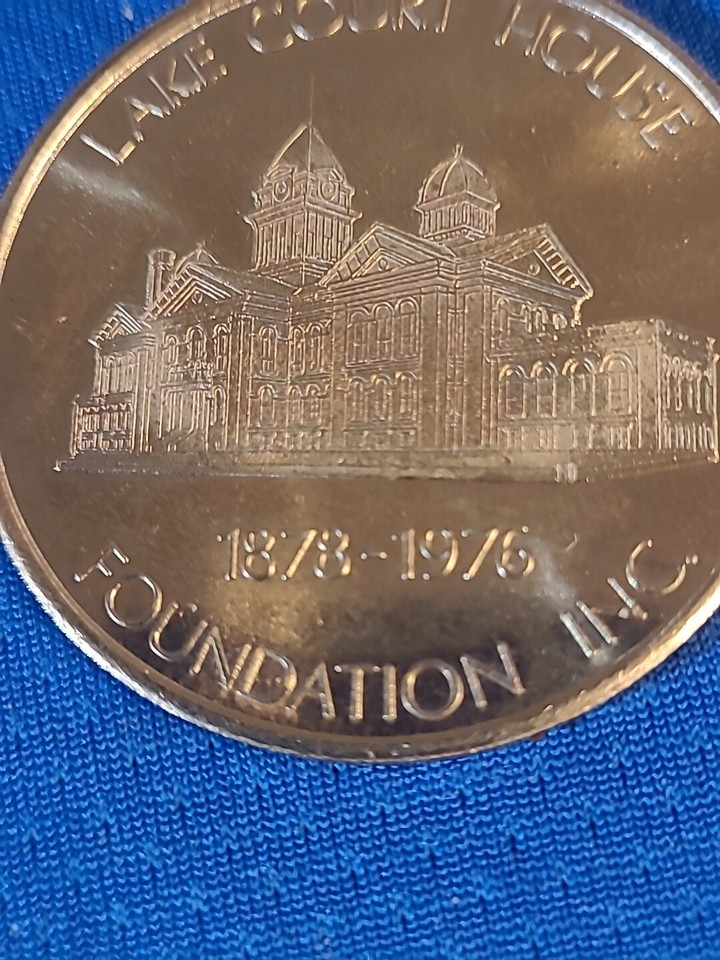 LAKE COURT HOUSE
1878-1976
FOUNDATION INC.